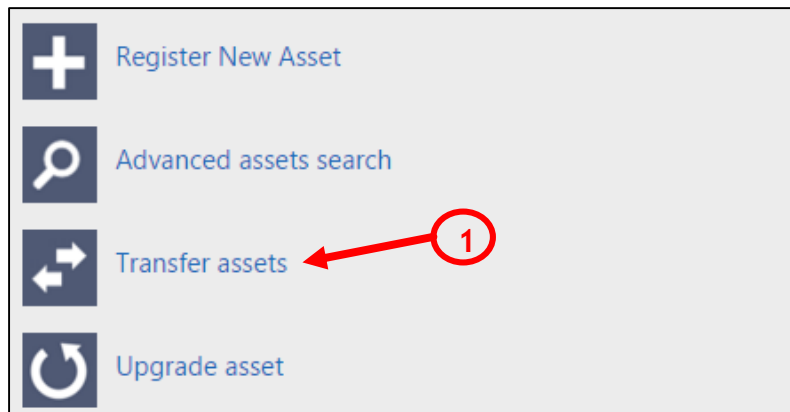 Register New Asset
Advanced assets search
Transfer assets
1
Upgrade asset